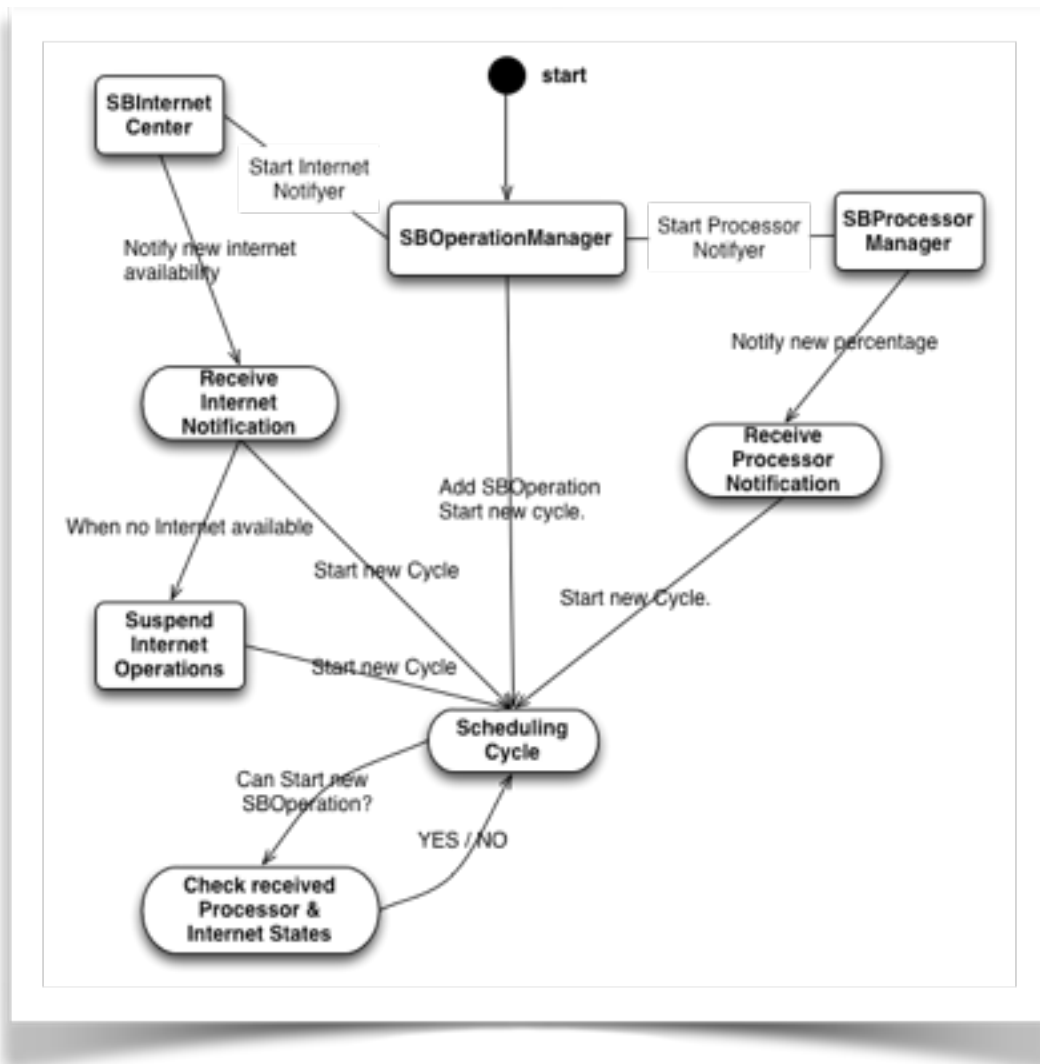 start
SBInternet
Center
Start Internet
Notifyer
SBOperationManager
Start Processor
Notifyer
SBProcessor
Manager
Notify new internet
availability
Notify new percentage
Receive
Internet
Notification
Receive
Processor
Notification
When no Internet available
Add SBOperation
Start new cycle.
Start new Cycle
Start new Cycle.
Suspend
Internet
Operations
Start new Cycle
Scheduling
Cycle
Can Start new
SBOperation?
YES / NO
Check received
Processor &
Internet States